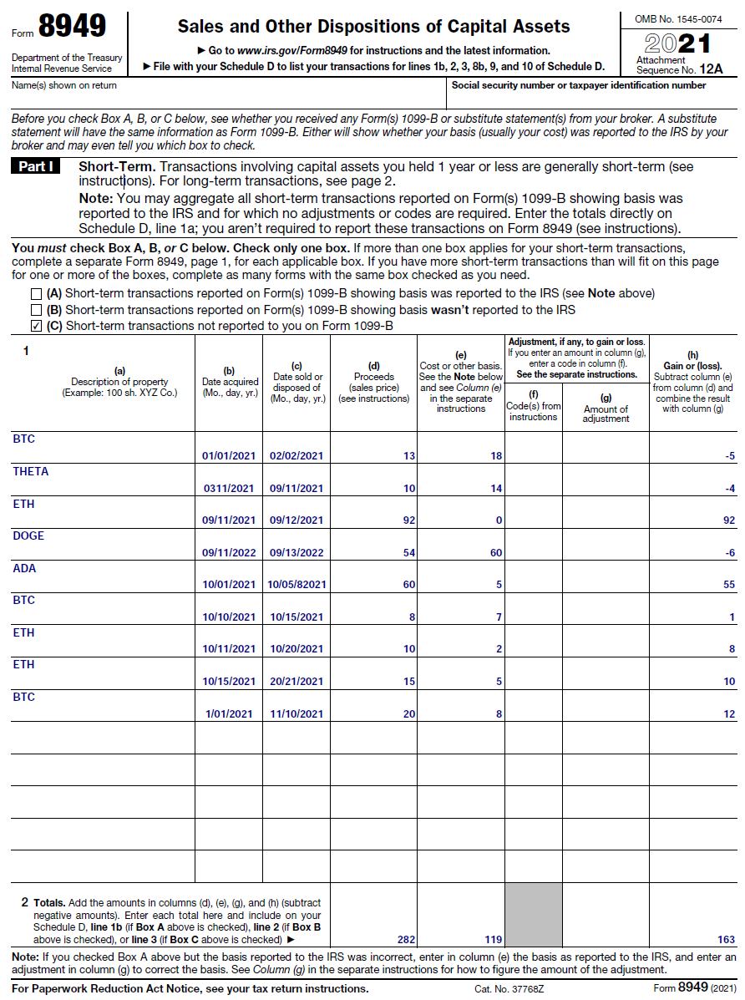 Form 8949
Department of the Treasury
Internal Revenue Service
Sales and Other Dispositions of Capital Assets
▶ Go to www.irs.gov/Form8949 for instructions and the latest information.
▶ File with your Schedule D to list your transactions for lines 1b, 2, 3, 8b, 9, and 10 of Schedule D.
OMB No. 1545-0074
2021
Attachment
Sequence No. 12A
Name(s) shown on return
Social security number or taxpayer identification number
Before you check Box A, B, or C below, see whether you received any Form(s) 1099-B or substitute statement(s) from your broker. A substitute
statement will have the same information as Form 1099-B. Either will show whether your basis (usually your cost) was reported to the IRS by your
broker and may even tell you which box to check.
Part I
Short-Term. Transactions involving capital assets you held 1 year or less are generally short-term (see
instructions). For long-term transactions, see page 2.
Note: You may aggregate all short-term transactions reported on Form(s) 1099-B showing basis was
reported to the IRS and for which no adjustments or codes are required. Enter the totals directly on
Schedule D, line 1a; you aren't required to report these transactions on Form 8949 (see instructions).
You must check Box A, B, or C below. Check only one box. If more than one box applies for your short-term transactions,
complete a separate Form 8949, page 1, for each applicable box. If you have more short-term transactions than will fit on this page
for one or more of the boxes, complete as many forms with the same box checked as you need.
(A) Short-term transactions reported on Form(s) 1099-B showing basis was reported to the IRS (see Note above)
(B) Short-term transactions reported on Form(s) 1099-B showing basis wasn't reported to the IRS
✓ (C) Short-term transactions not reported to you on Form 1099-B
1
(a)
Description of property
(Example: 100 sh. XYZ Co.)
(b)
Date acquired
(Mo., day, yr.)
(c)
Date sold or
disposed of
(Mo., day, yr.)
(d)
Proceeds
(sales price)
(see instructions)
(e)
Cost or other basis.
See the Note below
and see Column (e)
in the separate
instructions
Adjustment, if any, to gain or loss.
If you enter an amount in column (g),
enter a code in column (f).
See the separate instructions.
(f)
Code(s) from
instructions
(g)
Amount of
adjustment
(h)
Gain or (loss).
Subtract column (e)
from column (d) and
combine the result
with column (g)
BTC
01/01/2021 02/02/2021 13 18 -5
THETA
0311/2021 09/11/2021 10 14 -4
ETH
09/11/2021 09/12/2021 92 0 92
DOGE
09/11/2022 09/13/2022 54 60 -6
ADA
10/01/2021 10/05/82021 60 5 55
BTC
10/10/2021 10/15/2021 8 7 1
ETH
10/11/2021 10/20/2021 10 2 8
ETH
10/15/2021 20/21/2021 15 5 10
BTC
1/01/2021 11/10/2021 20 8 12
2 Totals. Add the amounts in columns (d), (e), (g), and (h) (subtract
negative amounts). Enter each total here and include on your
Schedule D, line 1b (if Box A above is checked), line 2 (if Box B
above is checked), or line 3 (if Box C above is checked) ▶ 282 119 163
Note: If you checked Box A above but the basis reported to the IRS was incorrect, enter in column (e) the basis as reported to the IRS, and enter an
adjustment in column (g) to correct the basis. See Column (g) in the separate instructions for how to figure the amount of the adjustment.
For Paperwork Reduction Act Notice, see your tax return instructions. Cat. No. 37768Z Form 8949 (2021)